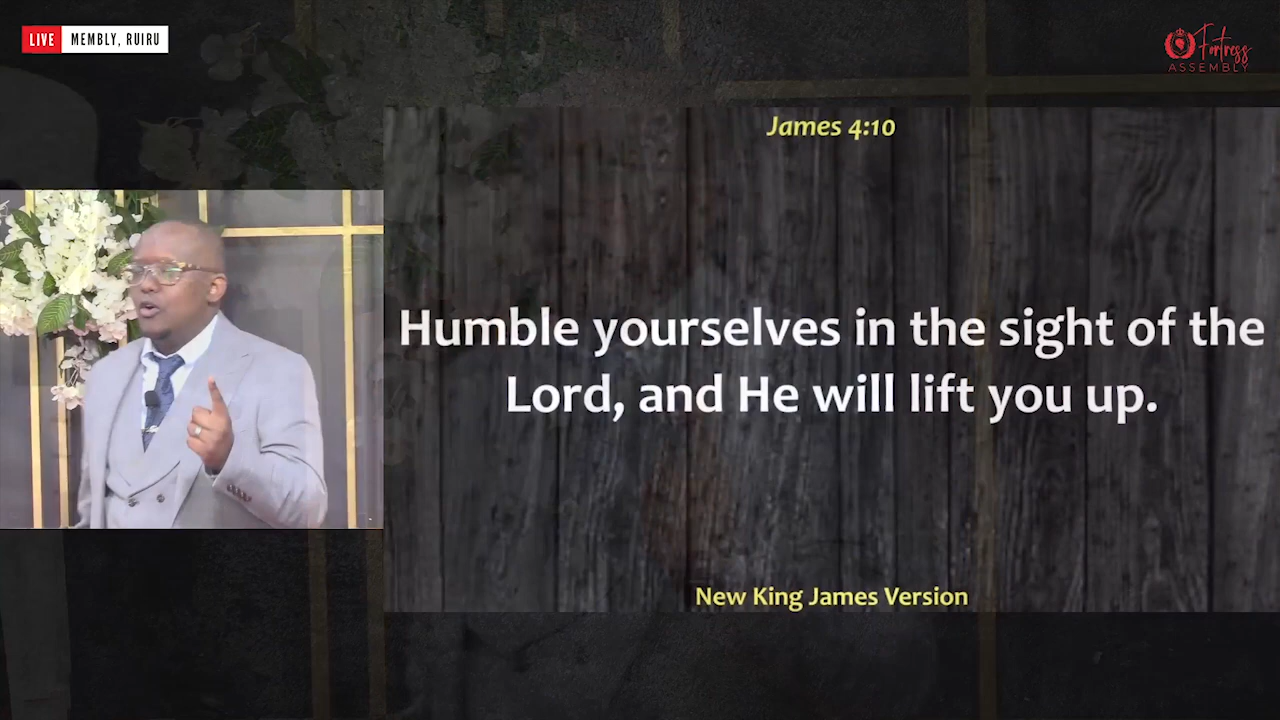 LIVE MEMBLY, RUIRU
Fortress
ASSEMBLY
James 4:10
Humble yourselves in the sight of the
Lord, and He will lift you up.
New King James Version